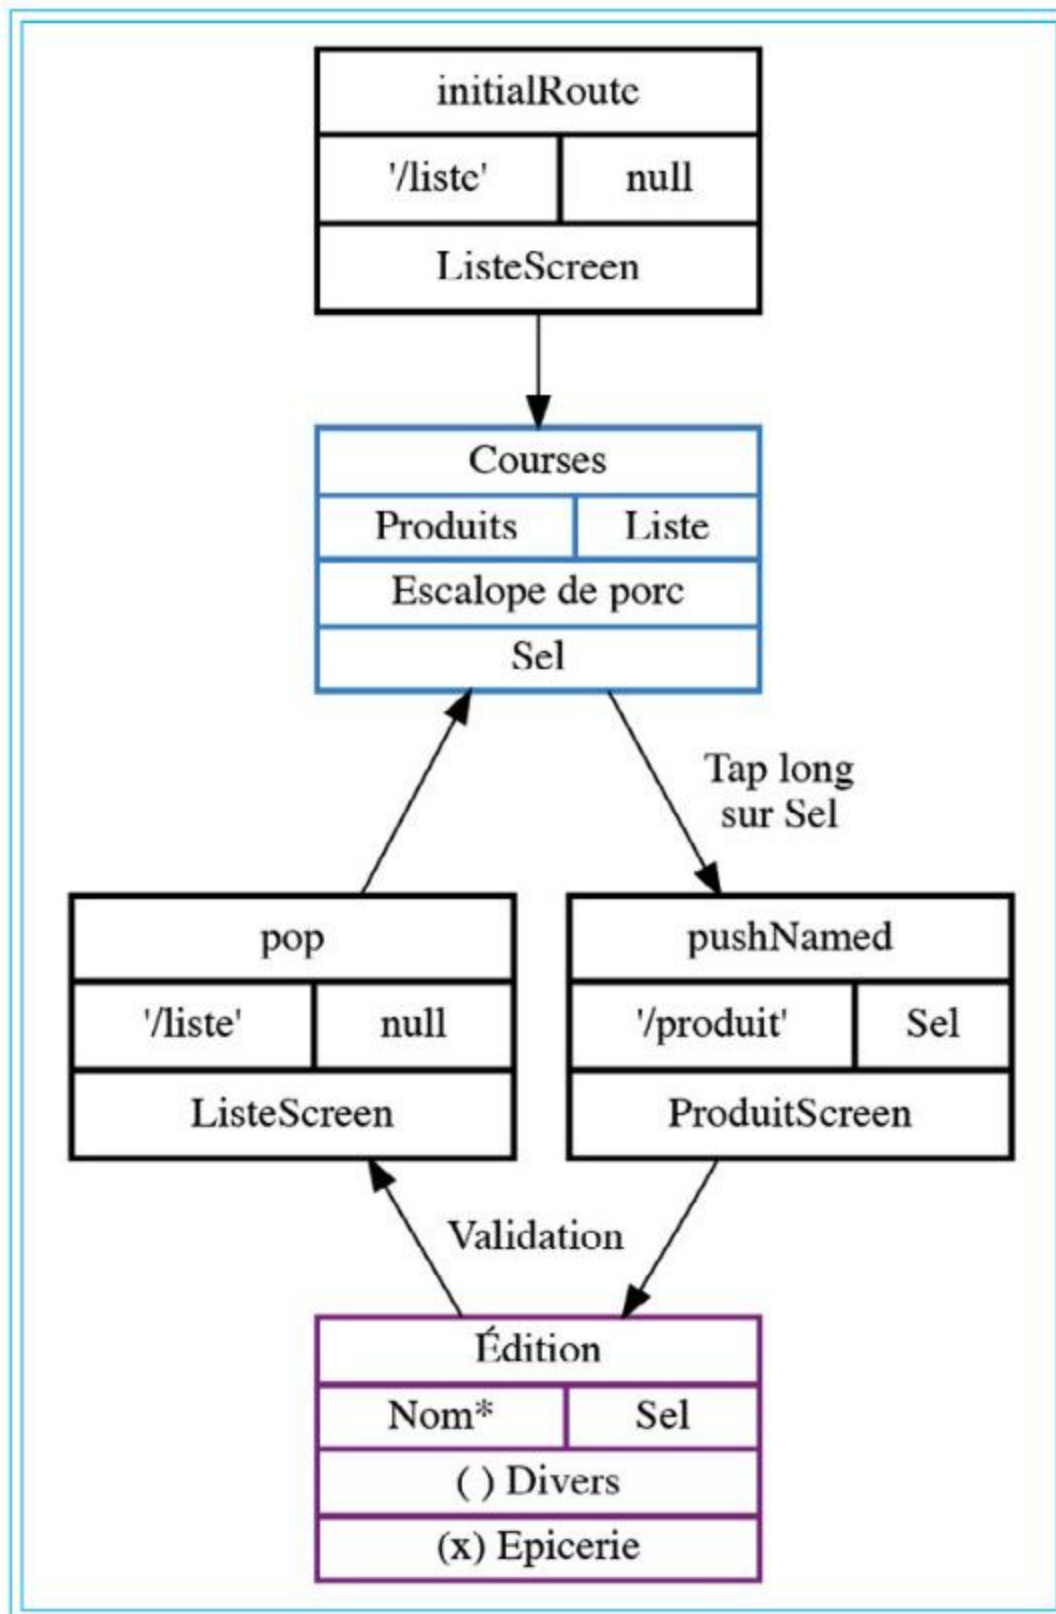 initialRoute
'/liste' null
ListeScreen
Courses
Produits Liste
Escalope de porc
Sel
Tap long
sur Sel
pop
'/liste' null
ListeScreen
pushNamed
'/produit' Sel
ProduitScreen
Validation
Édition
Nom* Sel
( ) Divers
(x) Epicerie